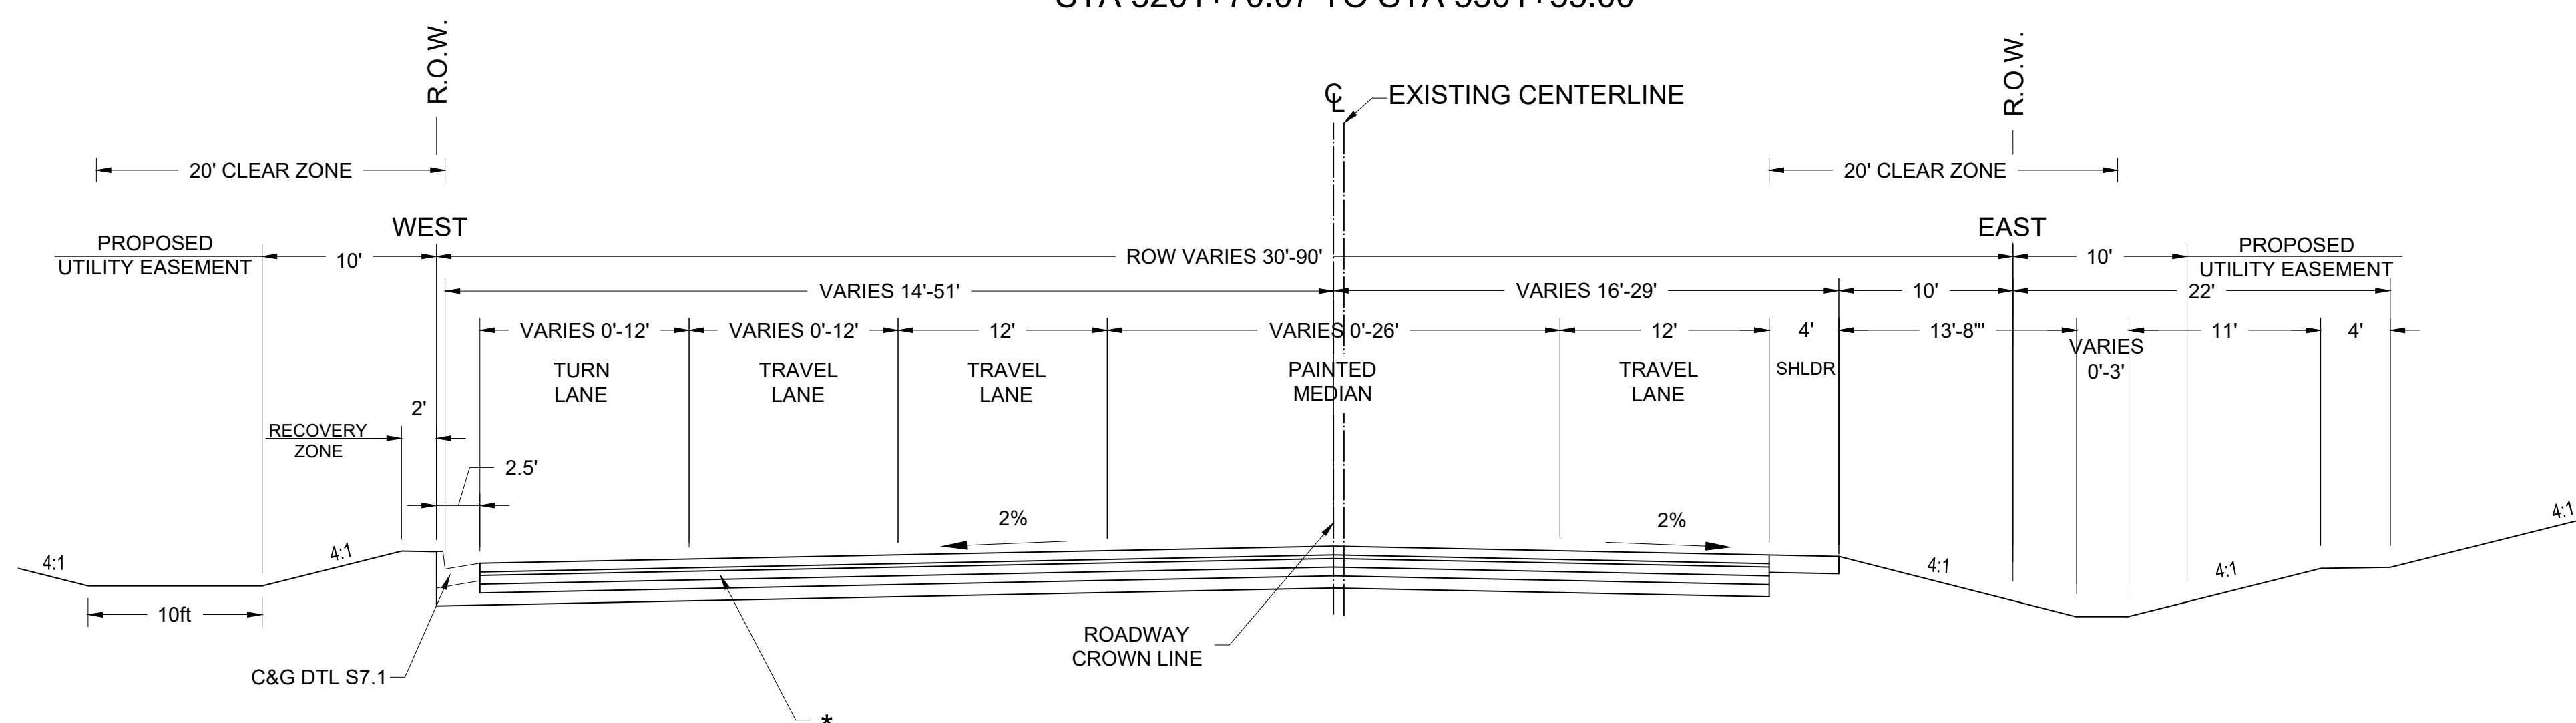 STA TO STA
R.O.W.
R.O.W.
℄
EXISTING CENTERLINE
20' CLEAR ZONE
20' CLEAR ZONE
WEST
EAST
PROPOSED
UTILITY EASEMENT
10'
ROW VARIES 30'-90'
10'
PROPOSED
UTILITY EASEMENT
VARIES 14'-51'
VARIES 16'-29'
10'
22'
VARIES 0'-12'
VARIES 0'-12'
12'
VARIES 0'-26'
12'
4'
13'-8"'
VARIES
0'-3'
11'
4'
TURN
LANE
TRAVEL
LANE
TRAVEL
LANE
PAINTED
MEDIAN
TRAVEL
LANE
SHLDR
2'
RECOVERY
ZONE
2.5'
2%
2%
4:1
4:1
4:1
4:1
4:1
10ft
C&G DTL S7.1
ROADWAY
CROWN LINE
*